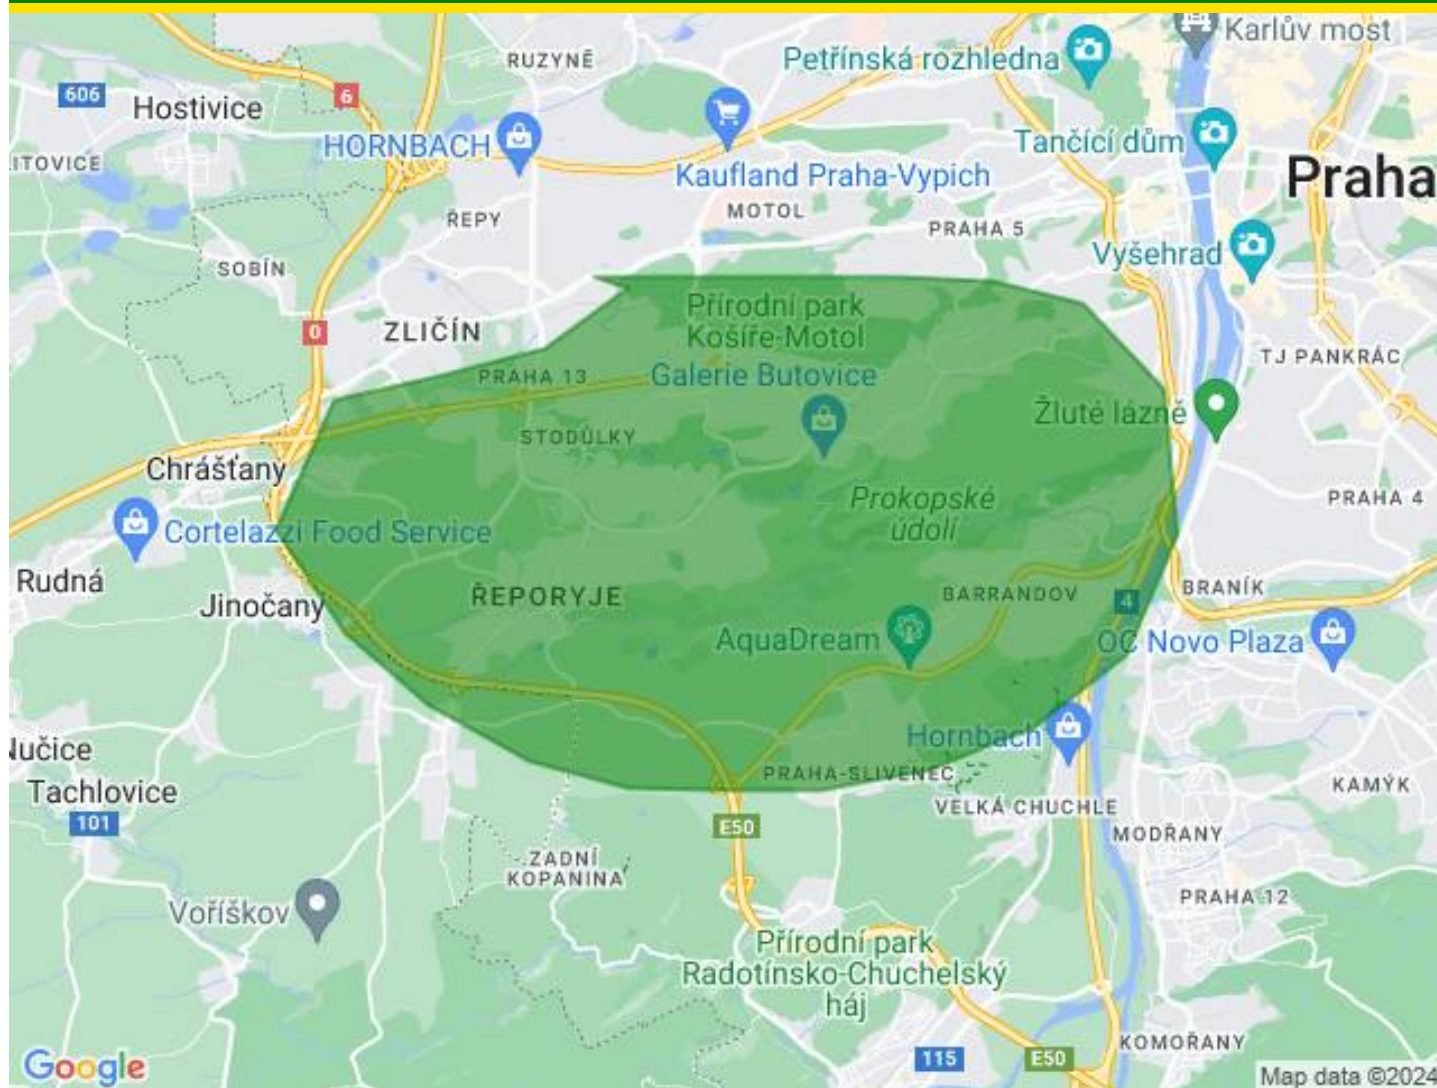 Karlův most
RUZYNĚ
Petřínská rozhledna
606
6
Hostivice
HORNBACH
Tančící dům
ITOVICE
Kaufland Praha-Vypich
Praha
MOTOL
ŘEPY
PRAHA 5
Vyšehrad
SOBÍN
Přírodní park
Košíře-Motol
0
ZLIČÍN
TJ PANKRÁC
PRAHA 13
Galerie Butovice
Žluté lázně
STODŮLKY
Chrášťany
Prokopské
údolí
PRAHA 4
Cortelazzi Food Service
Rudná
Jinočany
ŘEPORYJE
BARRANDOV
BRANÍK
4
AquaDream
OC Novo Plaza
Hornbach
Nučice
PRAHA-SLIVENEC
KAMÝK
Tachlovice
VELKÁ CHUCHLE
101
E50
MODŘANY
ZADNÍ
KOPANINA
PRAHA 12
Voříškov
Přírodní park
Radotínsko-Chuchelský
háj
KOMOŘANY
115
E50
Google
Map data ©2024